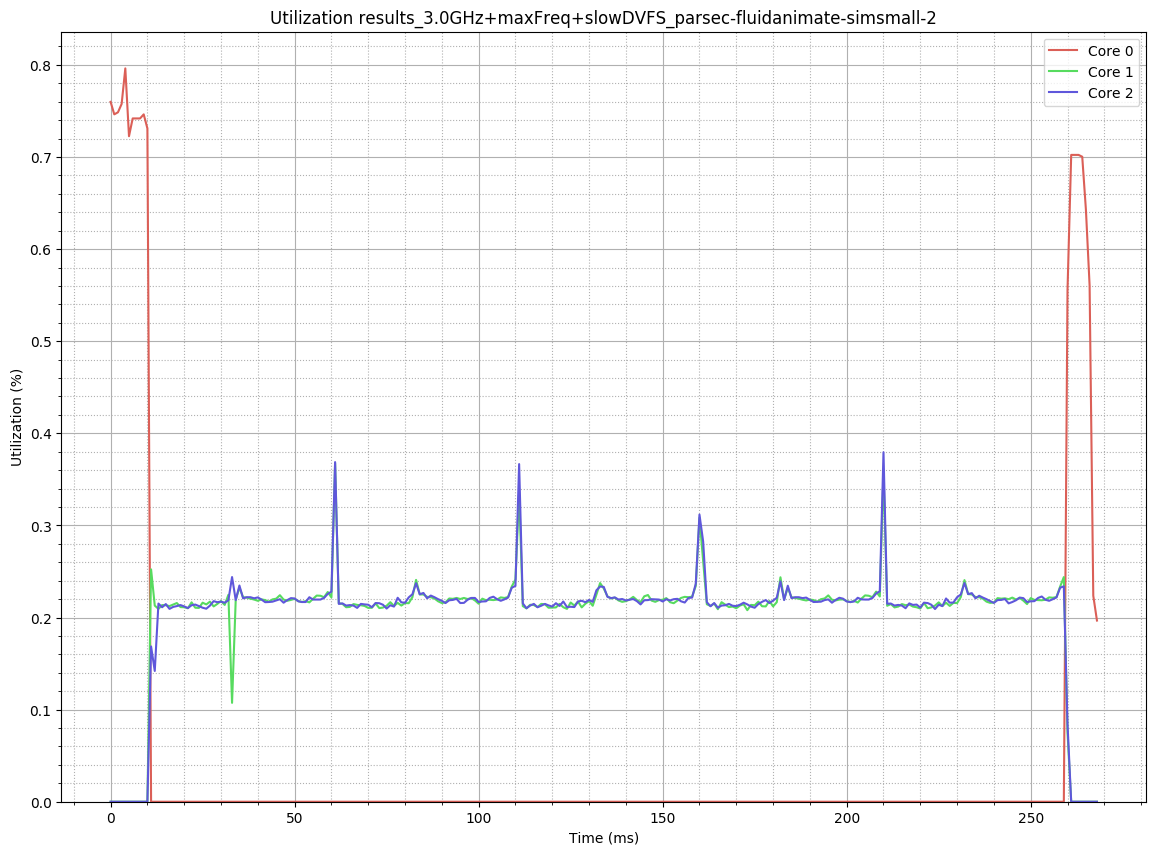 Utilization results_3.0GHz+maxFreq+slowDVFS_parsec-fluidanimate-simsmall-2
Core 0
Core 1
Core 2
0.8
0.7
0.6
0.5
0.4
0.3
0.2
0.1
0.0
Utilization (%)
0 50 100 150 200 250
Time (ms)